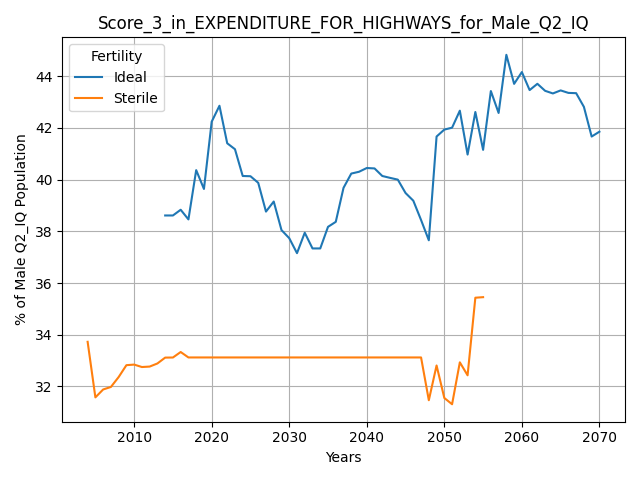 Score_3_in_EXPENDITURE_FOR_HIGHWAYS_for_Male_Q2_IQ
Fertility
Ideal
Sterile
% of Male Q2_IQ Population
44
42
40
38
36
34
32
2010 2020 2030 2040 2050 2060 2070
Years